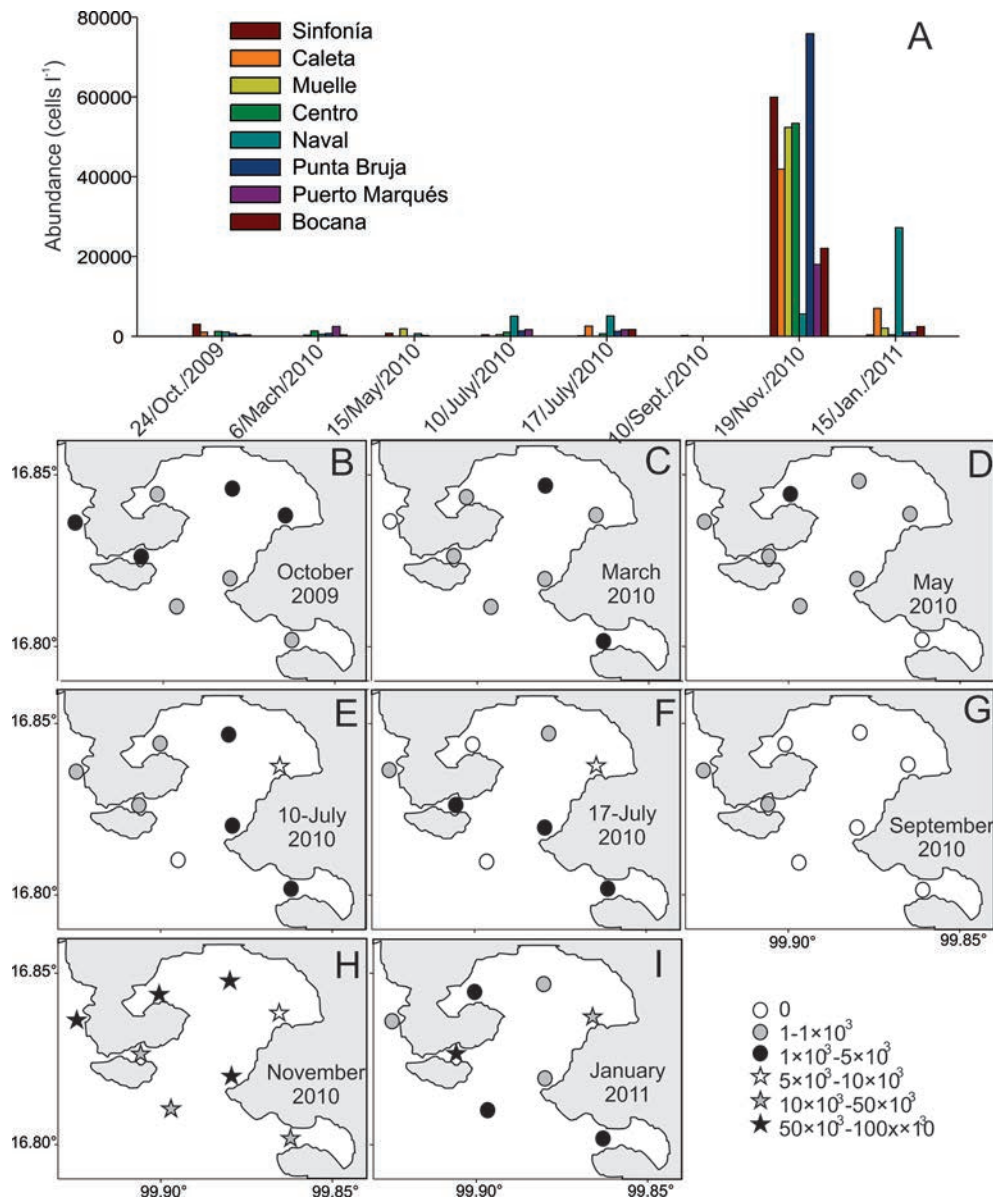 A
Abundance (cells l⁻¹)
80000
60000
40000
20000
0
Sinfonía
Caleta
Muelle
Centro
Naval
Punta Bruja
Puerto Marqués
Bocana
24/Oct./2009
6/Mach/2010
15/May/2010
10/July/2010
17/July/2010
10/Sept./2010
19/Nov./2010
15/Jan./2011
16.85°
16.80°
B
October
2009
C
March
2010
D
May
2010
16.85°
16.80°
E
10-July
2010
F
17-July
2010
G
September
2010
99.90°
99.85°
16.85°
16.80°
H
November
2010
99.90°
99.85°
I
January
2011
99.90°
99.85°
0
1-1×10³
1×10³-5×10³
5×10³-10×10³
10×10³-50×10³
50×10³-100x×10³